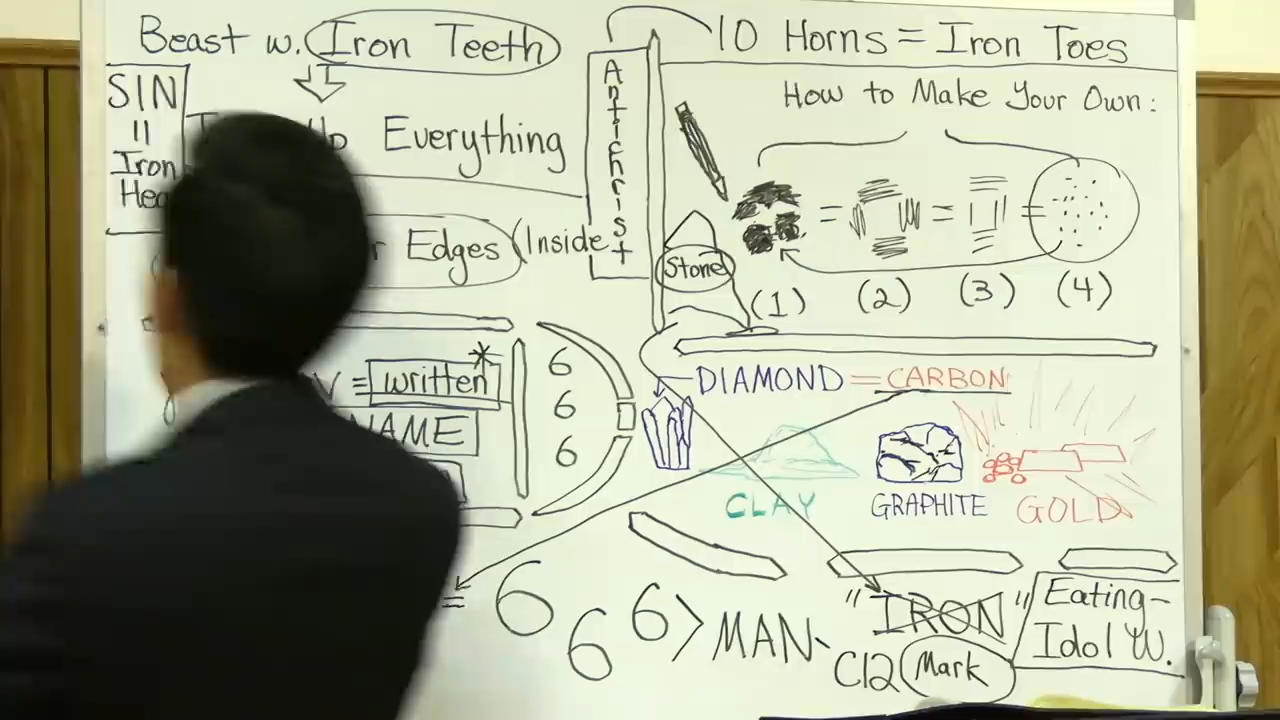 Beast w. Iron Teeth
SIN
=
Iron
Everything
Edges (Inside
= written*
NAME
6
6
6
Antichrist
10 Horns = Iron Toes
How to Make Your Own:
= = =
Stone
(1) (2) (3) (4)
DIAMOND = CARBON
CLAY GRAPHITE GOLD
= 6 6 6 > MAN
"IRON"
C12 Mark
Eating-
Idol W.